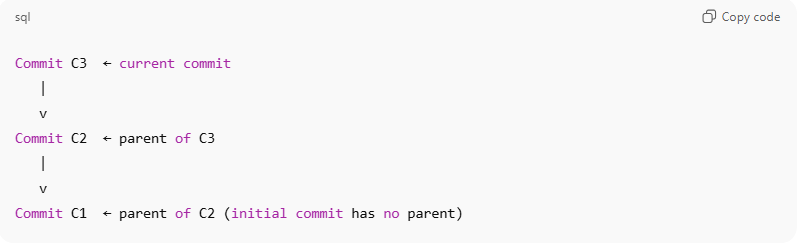 sql
Copy code
Commit C3 ← current commit
|
v
Commit C2 ← parent of C3
|
v
Commit C1 ← parent of C2 (initial commit has no parent)